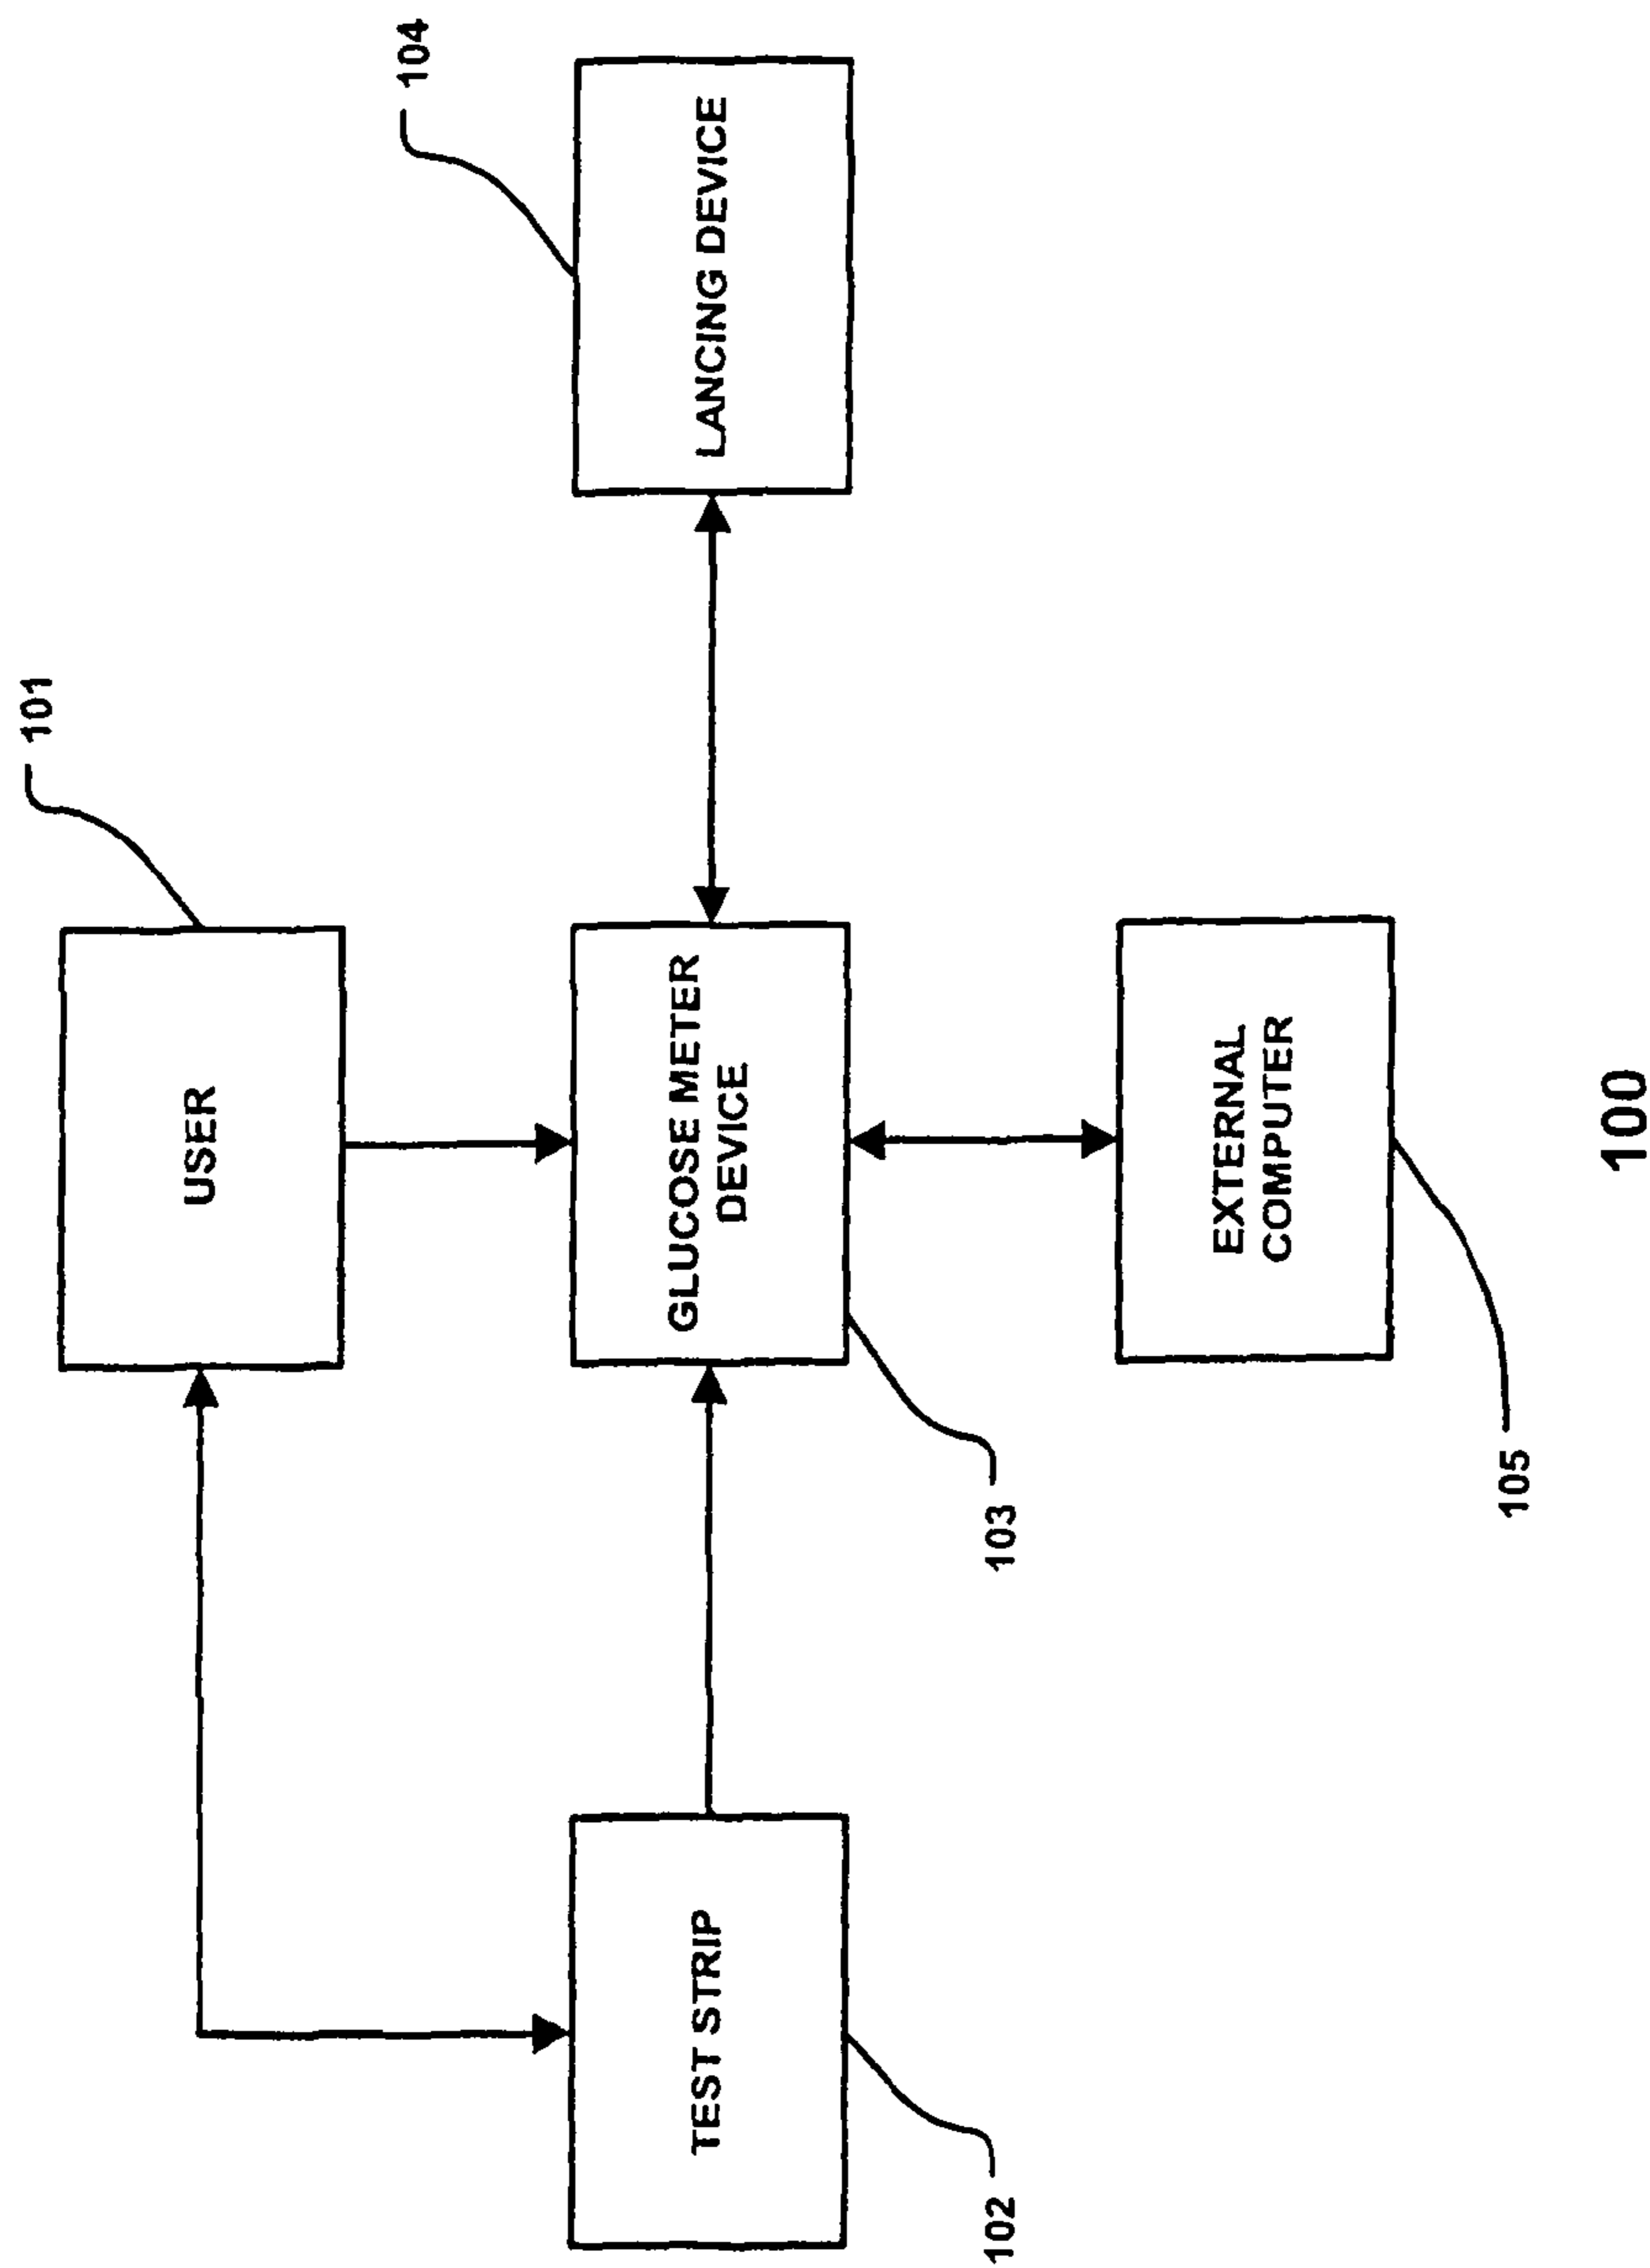 101
USER
104
TEST STRIP
GLUCOSE METER
DEVICE
LANCING DEVICE
102
103
EXTERNAL
COMPUTER
105
100